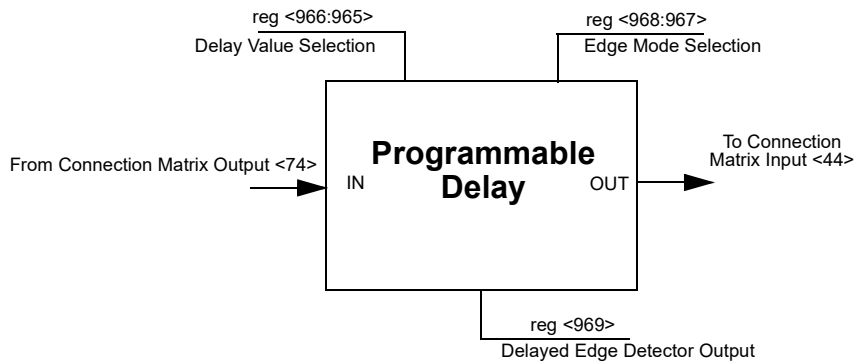 reg <966:965>
Delay Value Selection
reg <968:967>
Edge Mode Selection
From Connection Matrix Output <74>
IN
Programmable
Delay
OUT
To Connection
Matrix Input <44>
reg <969>
Delayed Edge Detector Output